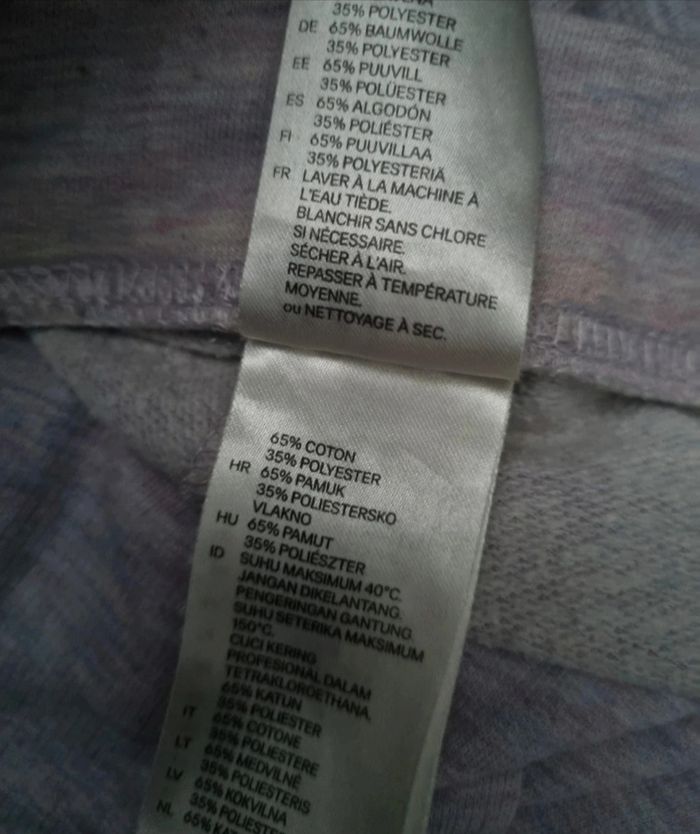 35% POLYESTER
DE 65% BAUMWOLLE
35% POLYESTER
EE 65% PUUVILL
35% POLÜESTER
ES 65% ALGODÓN
35% POLIÉSTER
FI 65% PUUVILLAA
35% POLYESTERIÄ
FR LAVER À LA MACHINE À
L'EAU TIÈDE.
BLANCHIR SANS CHLORE
SI NÉCESSAIRE.
SÉCHER À L'AIR.
REPASSER À TEMPÉRATURE
MOYENNE.
ou NETTOYAGE À SEC.
65% COTON
35% POLYESTER
HR 65% PAMUK
35% POLIESTERSKO
VLAKNO
HU 65% PAMUT
35% POLIÉSZTER
ID SUHU MAKSIMUM 40°C.
JANGAN DIKELANTANG.
PENGERINGAN GANTUNG.
SUHU SETERIKA MAKSIMUM
150°C.
CUCI KERING
PROFESIONAL DALAM
TETRAKLOROETHANA.
65% KATUN
35% POLIESTER
IT 65% COTONE
35% POLIESTERE
LT 65% MEDVILNĖ
35% POLIESTERIS
LV 65% KOKVILNA
35% POLIESTE
NL 65% KAT